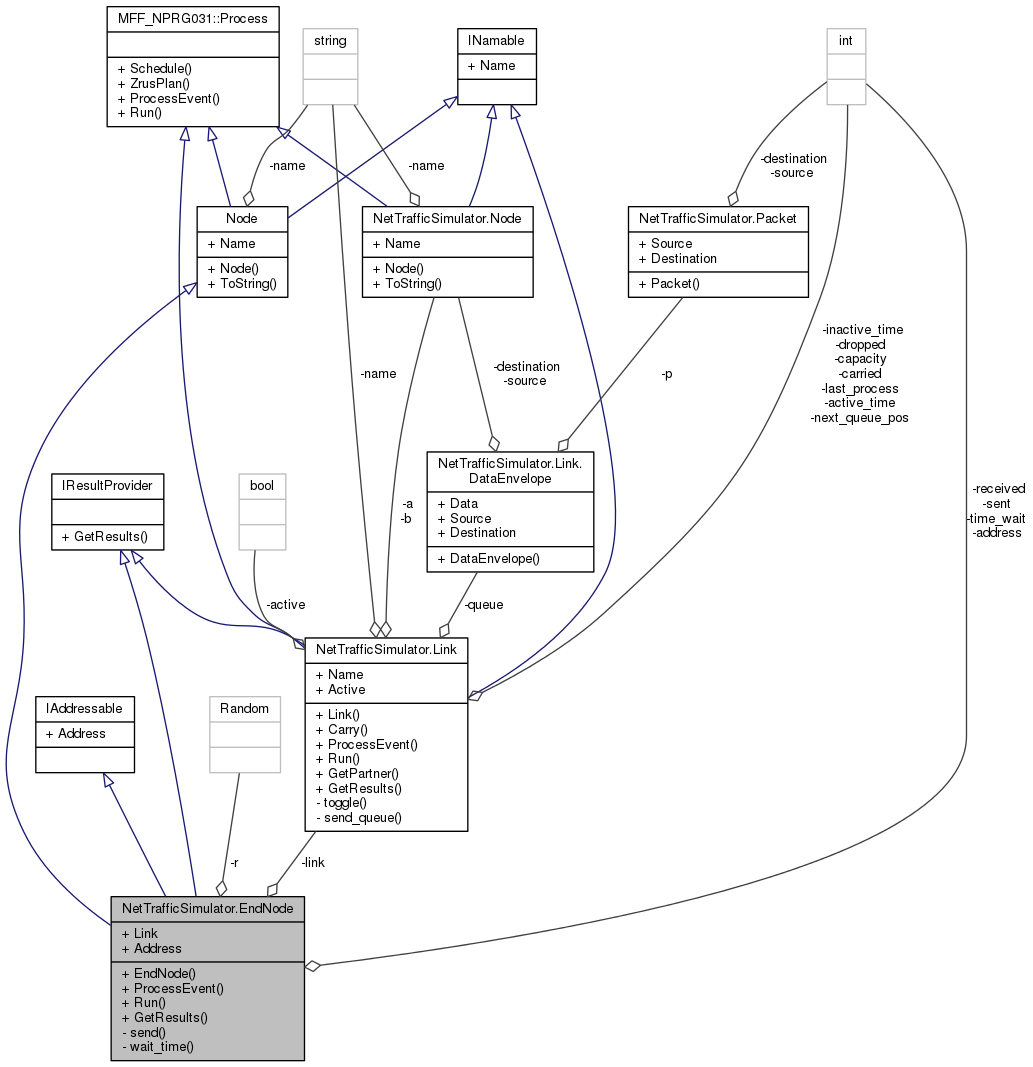 MFF_NPRG031::Process
+ Schedule()
+ ZrusPlan()
+ ProcessEvent()
+ Run()
string
INamable
+ Name
int
-name
-name
-destination
-source
Node
+ Name
+ Node()
+ ToString()
NetTrafficSimulator.Node
+ Name
+ Node()
+ ToString()
NetTrafficSimulator.Packet
+ Source
+ Destination
+ Packet()
-name
-destination
-source
-p
-inactive_time
-dropped
-capacity
-carried
-last_process
-active_time
-next_queue_pos
IResultProvider
+ GetResults()
bool
-a
-b
NetTrafficSimulator.Link.
DataEnvelope
+ Data
+ Source
+ Destination
+ DataEnvelope()
-received
-sent
-time_wait
-address
-active
-queue
NetTrafficSimulator.Link
+ Name
+ Active
+ Link()
+ Carry()
+ ProcessEvent()
+ Run()
+ GetPartner()
+ GetResults()
- toggle()
- send_queue()
IAddressable
+ Address
Random
-r
-link
NetTrafficSimulator.EndNode
+ Link
+ Address
+ EndNode()
+ ProcessEvent()
+ Run()
+ GetResults()
- send()
- wait_time()